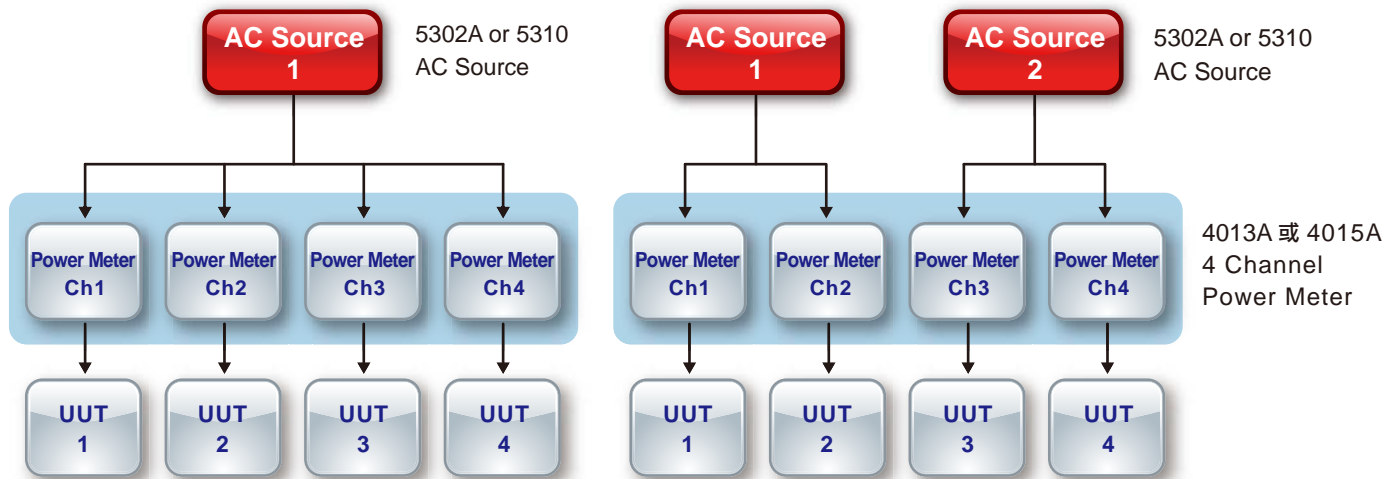 AC Source
1
5302A or 5310
AC Source
AC Source
1
AC Source
2
5302A or 5310
AC Source
Power Meter
Ch1
Power Meter
Ch2
Power Meter
Ch3
Power Meter
Ch4
Power Meter
Ch1
Power Meter
Ch2
Power Meter
Ch3
Power Meter
Ch4
4013A 或 4015A
4 Channel
Power Meter
UUT
1
UUT
2
UUT
3
UUT
4
UUT
1
UUT
2
UUT
3
UUT
4